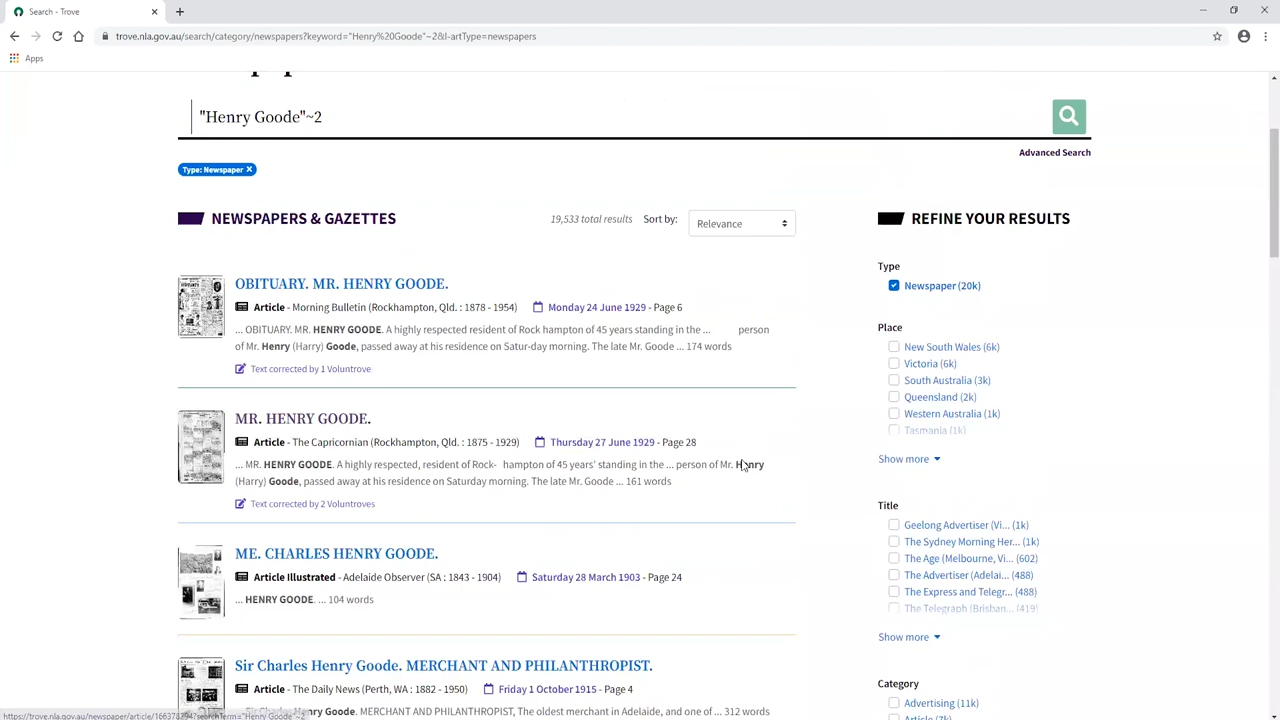 Search - Trove
trove.nla.gov.au/search/category/newspapers?keyword="Henry%20Goode"~2&l-artType=newspapers
Apps
"Henry Goode"~2
Advanced Search
Type: Newspaper ×
NEWSPAPERS & GAZETTES
19,533 total results Sort by: Relevance
REFINE YOUR RESULTS
OBITUARY. MR. HENRY GOODE.
Article - Morning Bulletin (Rockhampton, Qld. : 1878 - 1954) Monday 24 June 1929 - Page 6
... OBITUARY. MR. HENRY GOODE. A highly respected resident of Rock hampton of 45 years standing in the ... person
of Mr. Henry (Harry) Goode, passed away at his residence on Satur-day morning. The late Mr. Goode ... 174 words
Text corrected by 1 Voluntrove
MR. HENRY GOODE.
Article - The Capricornian (Rockhampton, Qld. : 1875 - 1929) Thursday 27 June 1929 - Page 28
... MR. HENRY GOODE. A highly respected, resident of Rock- hampton of 45 years' standing in the ... person of Mr. Henry
(Harry) Goode, passed away at his residence on Saturday morning. The late Mr. Goode ... 161 words
Text corrected by 2 Voluntroves
ME. CHARLES HENRY GOODE.
Article Illustrated - Adelaide Observer (SA : 1843 - 1904) Saturday 28 March 1903 - Page 24
... HENRY GOODE. ... 104 words
Sir Charles Henry Goode. MERCHANT AND PHILANTHROPIST.
Article - The Daily News (Perth, WA : 1882 - 1950) Friday 1 October 1915 - Page 4
... Sir Charles Henry Goode. MERCHANT AND PHILANTHROPIST, The oldest merchant in Adelaide, and one of ... 312 words
Type
Newspaper (20k)
Place
New South Wales (6k)
Victoria (6k)
South Australia (3k)
Queensland (2k)
Western Australia (1k)
Tasmania (1k)
Show more
Title
Geelong Advertiser (Vi... (1k)
The Sydney Morning Her... (1k)
The Age (Melbourne, Vi... (602)
The Advertiser (Adelai... (488)
The Express and Telegr... (488)
The Telegraph (Brisban... (419)
Show more
Category
Advertising (11k)
Article (7k)